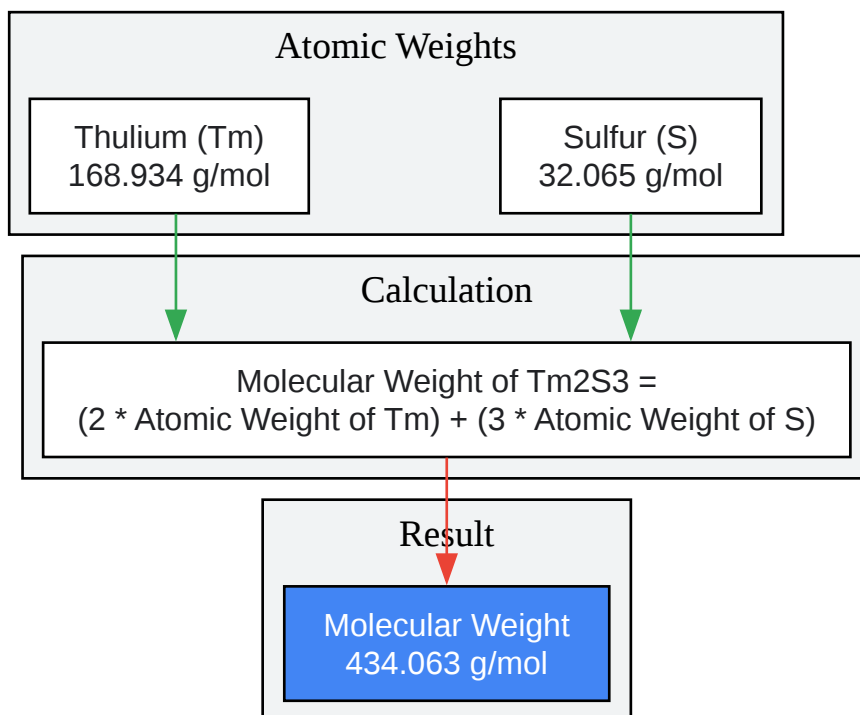 Atomic Weights
Thulium (Tm)
168.934 g/mol
Sulfur (S)
32.065 g/mol
Calculation
Molecular Weight of Tm2S3 =
(2 * Atomic Weight of Tm) + (3 * Atomic Weight of S)
Result
Molecular Weight
434.063 g/mol